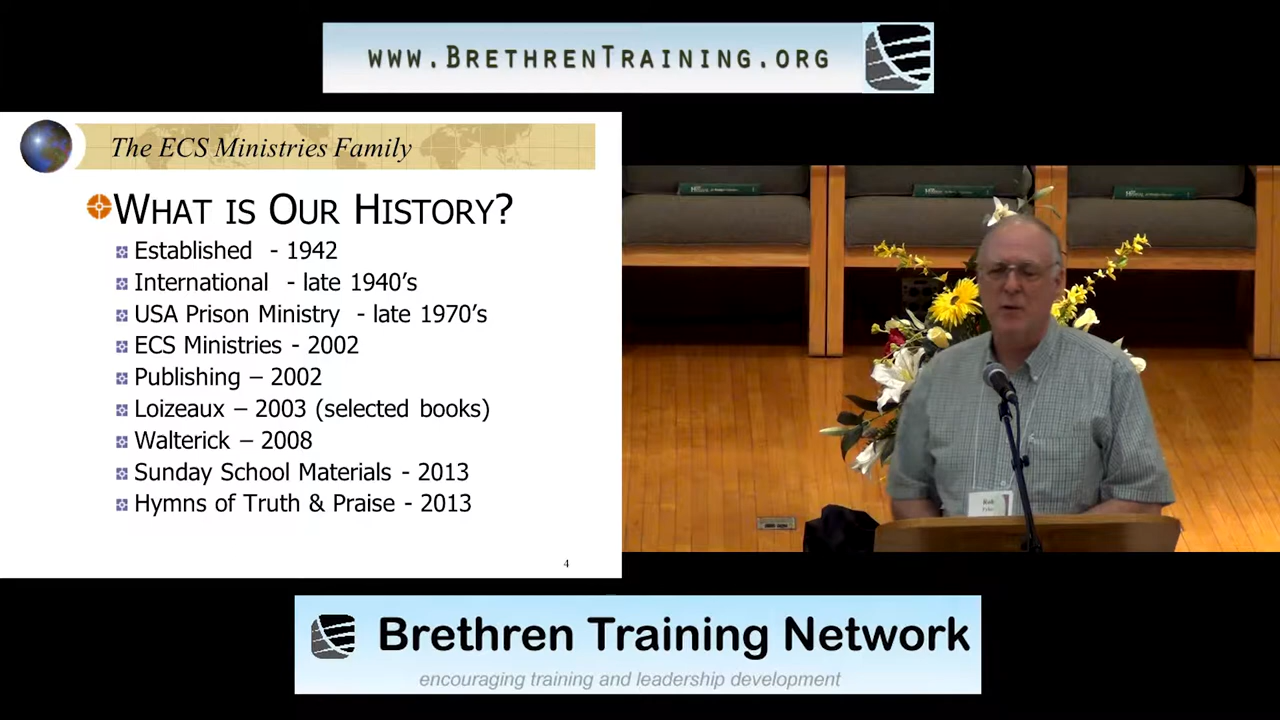 www.BrethrenTraining.org
The ECS Ministries Family
What is Our History?
Established - 1942
International - late 1940's
USA Prison Ministry - late 1970's
ECS Ministries - 2002
Publishing – 2002
Loizeaux – 2003 (selected books)
Walterick – 2008
Sunday School Materials - 2013
Hymns of Truth & Praise - 2013
4
Rob
Brethren Training Network
encouraging training and leadership development